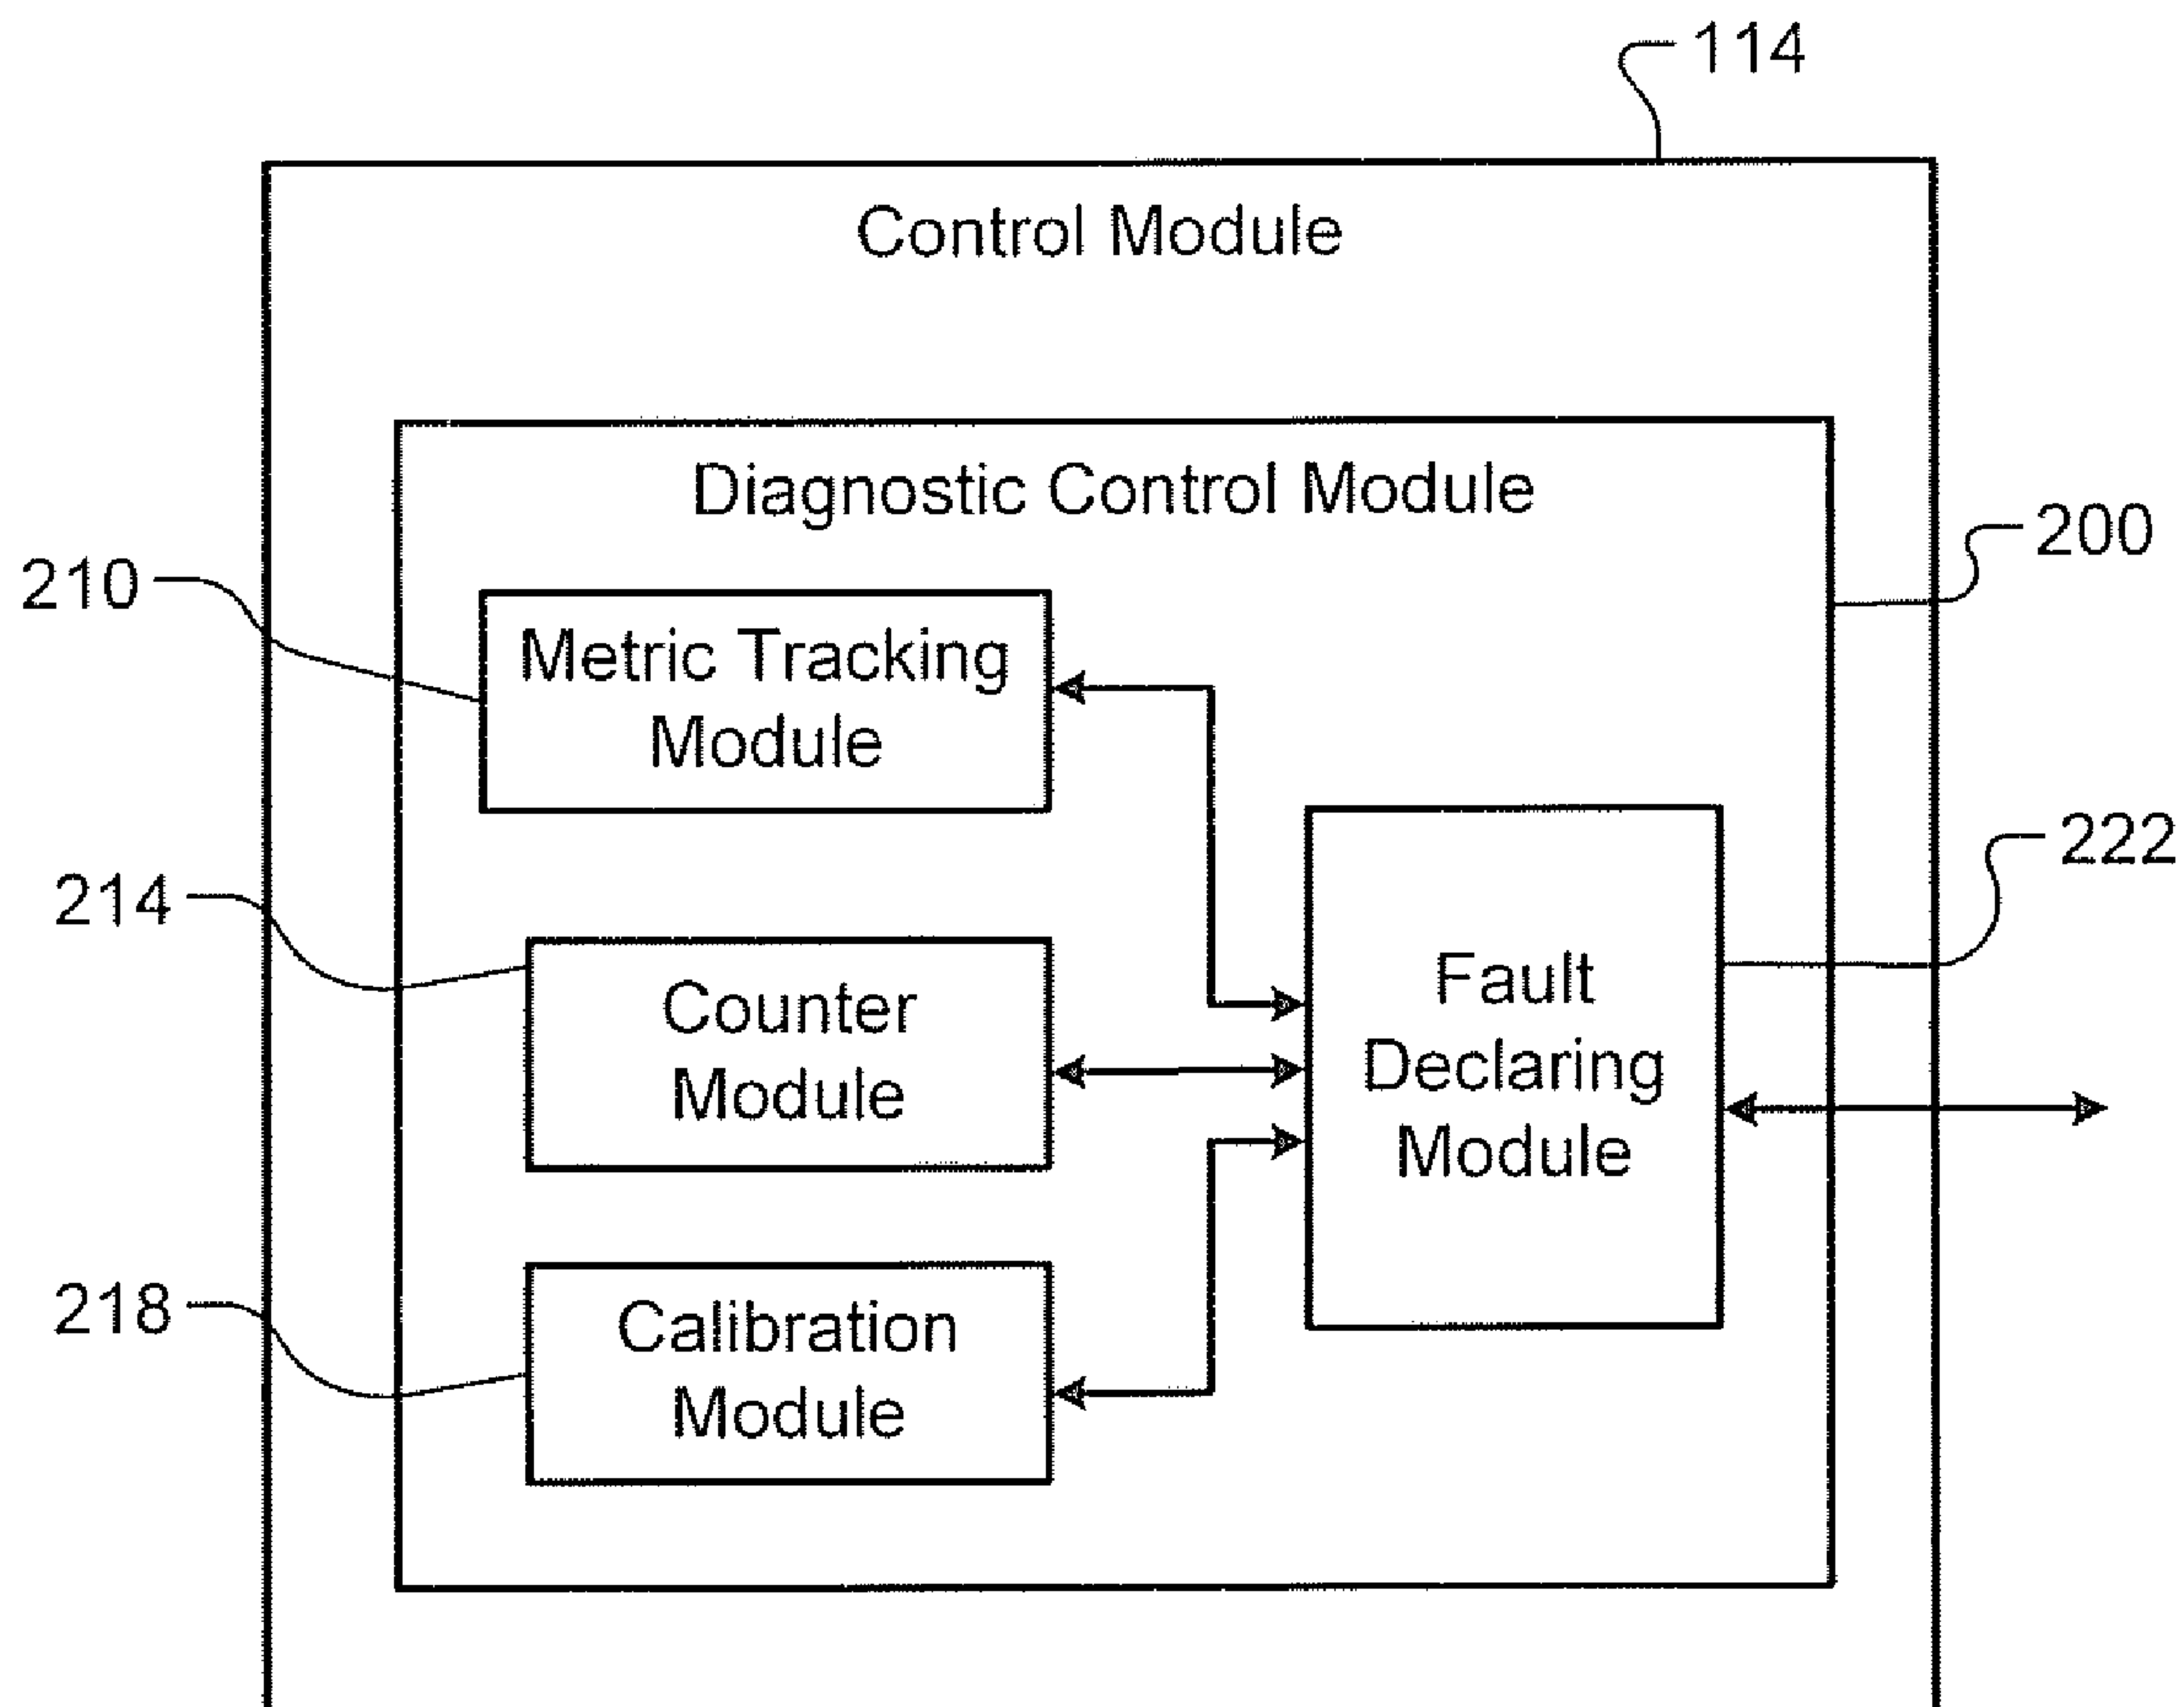 114
Control Module
Diagnostic Control Module
200
210
Metric Tracking
Module
222
214
Counter
Module
Fault
Declaring
Module
218
Calibration
Module